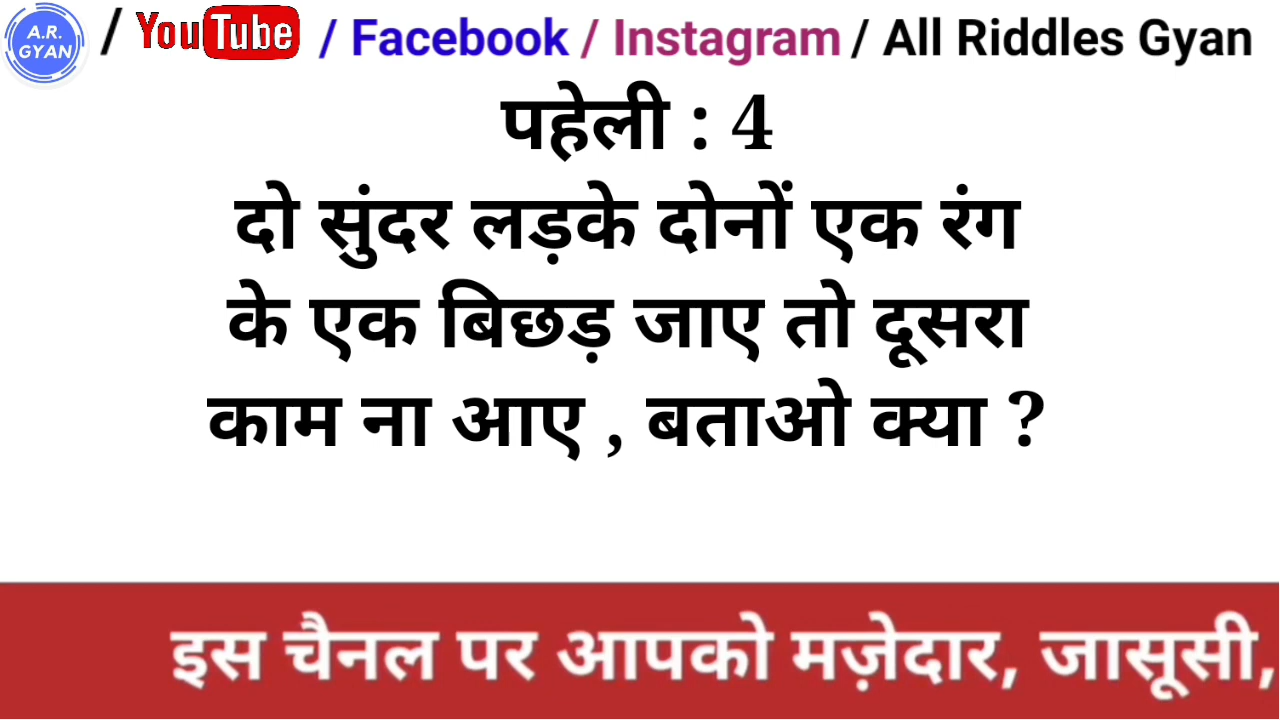 A.R. GYAN / YouTube / Facebook / Instagram / All Riddles Gyan
पहेली : 4
दो सुंदर लड़के दोनों एक रंग
के एक बिछड़ जाए तो दूसरा
काम ना आए , बताओ क्या ?
इस चैनल पर आपको मज़ेदार, जासूसी,